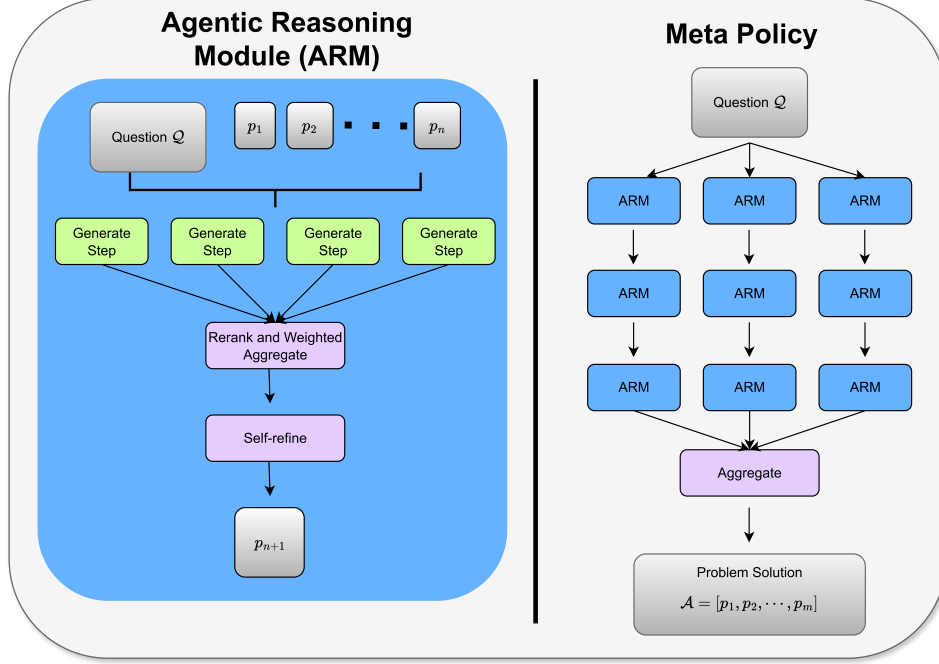 Agentic Reasoning
Module (ARM)
Question 𝒬
p₁
p₂
pₙ
Generate
Step
Generate
Step
Generate
Step
Generate
Step
Rerank and Weighted
Aggregate
Self-refine
pₙ₊₁
Meta Policy
Question 𝒬
ARM
ARM
ARM
ARM
ARM
ARM
ARM
ARM
ARM
Aggregate
Problem Solution
𝒜 = [p₁, p₂, ⋯, pₘ]